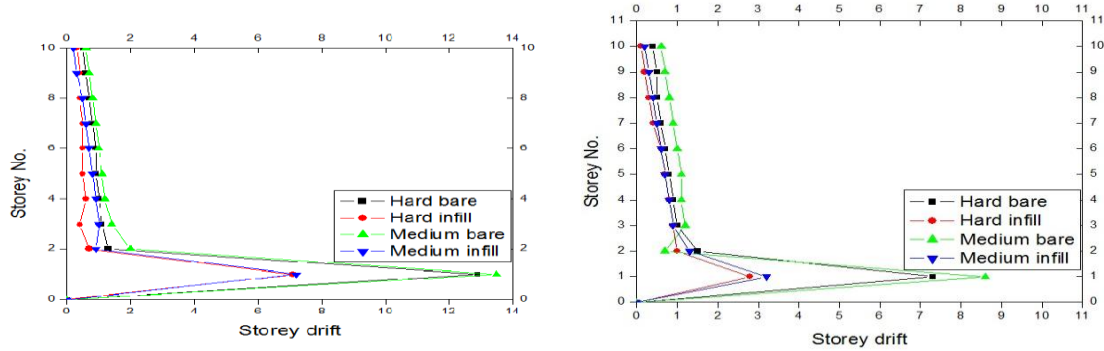 0 2 4 6 8 10 12 14
10 10
8 8
6 6
4 4
2 2
0 0
0 2 4 6 8 10 12 14
Storey No.
Storey drift
Hard bare
Hard infill
Medium bare
Medium infill
0 1 2 3 4 5 6 7 8 9 10 11
11 11
10 10
9 9
8 8
7 7
6 6
5 5
4 4
3 3
2 2
1 1
0 0
0 1 2 3 4 5 6 7 8 9 10 11
Storey No.
Storey drift
Hard bare
Hard infill
Medium bare
Medium infill